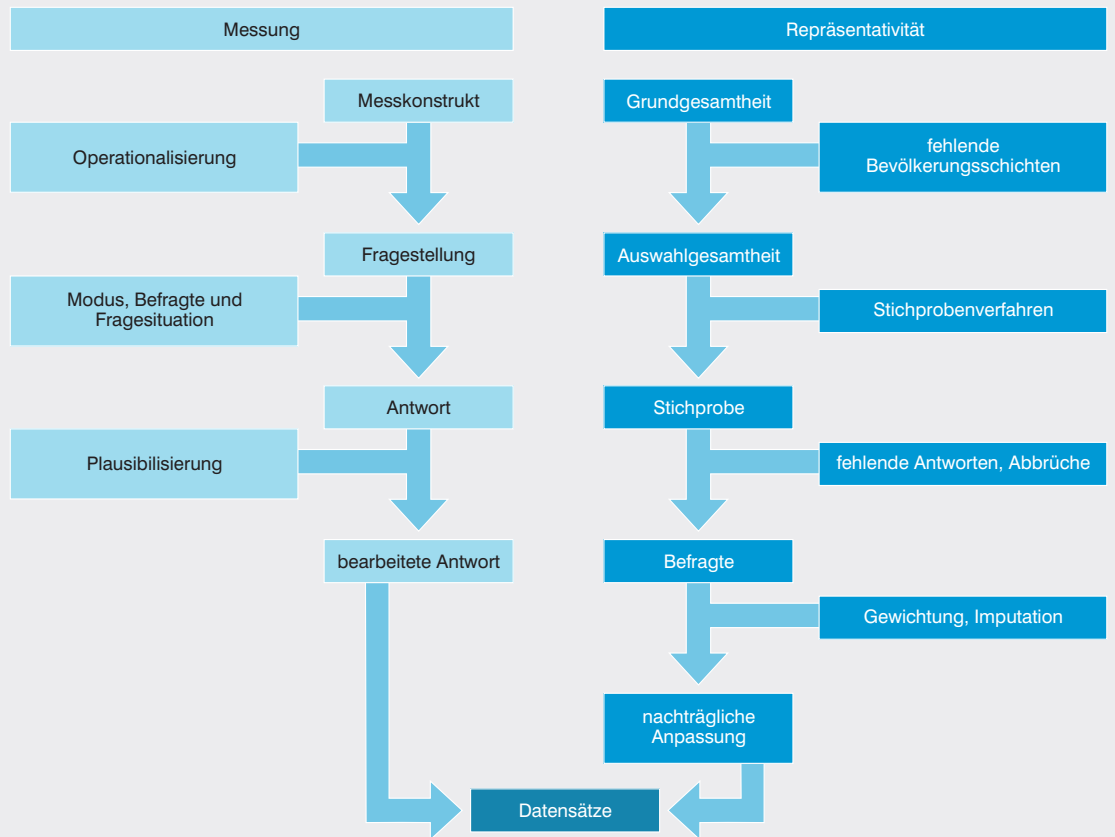 Messung
Repräsentativität
Messkonstrukt
Grundgesamtheit
Operationalisierung
fehlende
Bevölkerungsschichten
Fragestellung
Auswahlgesamtheit
Modus, Befragte und
Fragesituation
Stichprobenverfahren
Antwort
Stichprobe
Plausibilisierung
fehlende Antworten, Abbrüche
bearbeitete Antwort
Befragte
Gewichtung, Imputation
nachträgliche
Anpassung
Datensätze